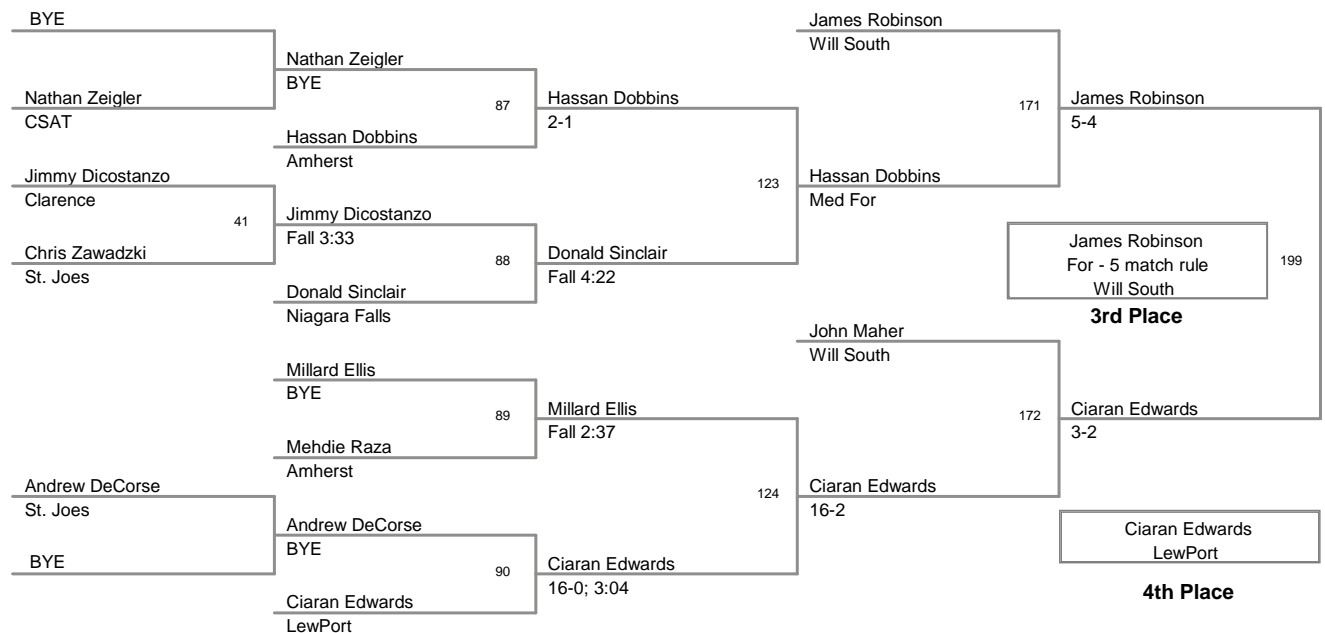 BYE
Nathan Zeigler
CSAT
Jimmy Dicostanzo
Clarence
41
Chris Zawadzki
St. Joes
Andrew DeCorse
St. Joes
BYE
Nathan Zeigler
BYE
87
Hassan Dobbins
Amherst
Jimmy Dicostanzo
Fall 3:33
88
Donald Sinclair
Niagara Falls
Millard Ellis
BYE
89
Mehdie Raza
Amherst
Andrew DeCorse
BYE
90
Ciaran Edwards
LewPort
Hassan Dobbins
2-1
123
Donald Sinclair
Fall 4:22
Millard Ellis
Fall 2:37
124
Ciaran Edwards
16-0; 3:04
James Robinson
Will South
171
Hassan Dobbins
Med For
John Maher
Will South
172
Ciaran Edwards
16-2
James Robinson
5-4
James Robinson
For - 5 match rule
Will South
199
3rd Place
Ciaran Edwards
3-2
Ciaran Edwards
LewPort
4th Place